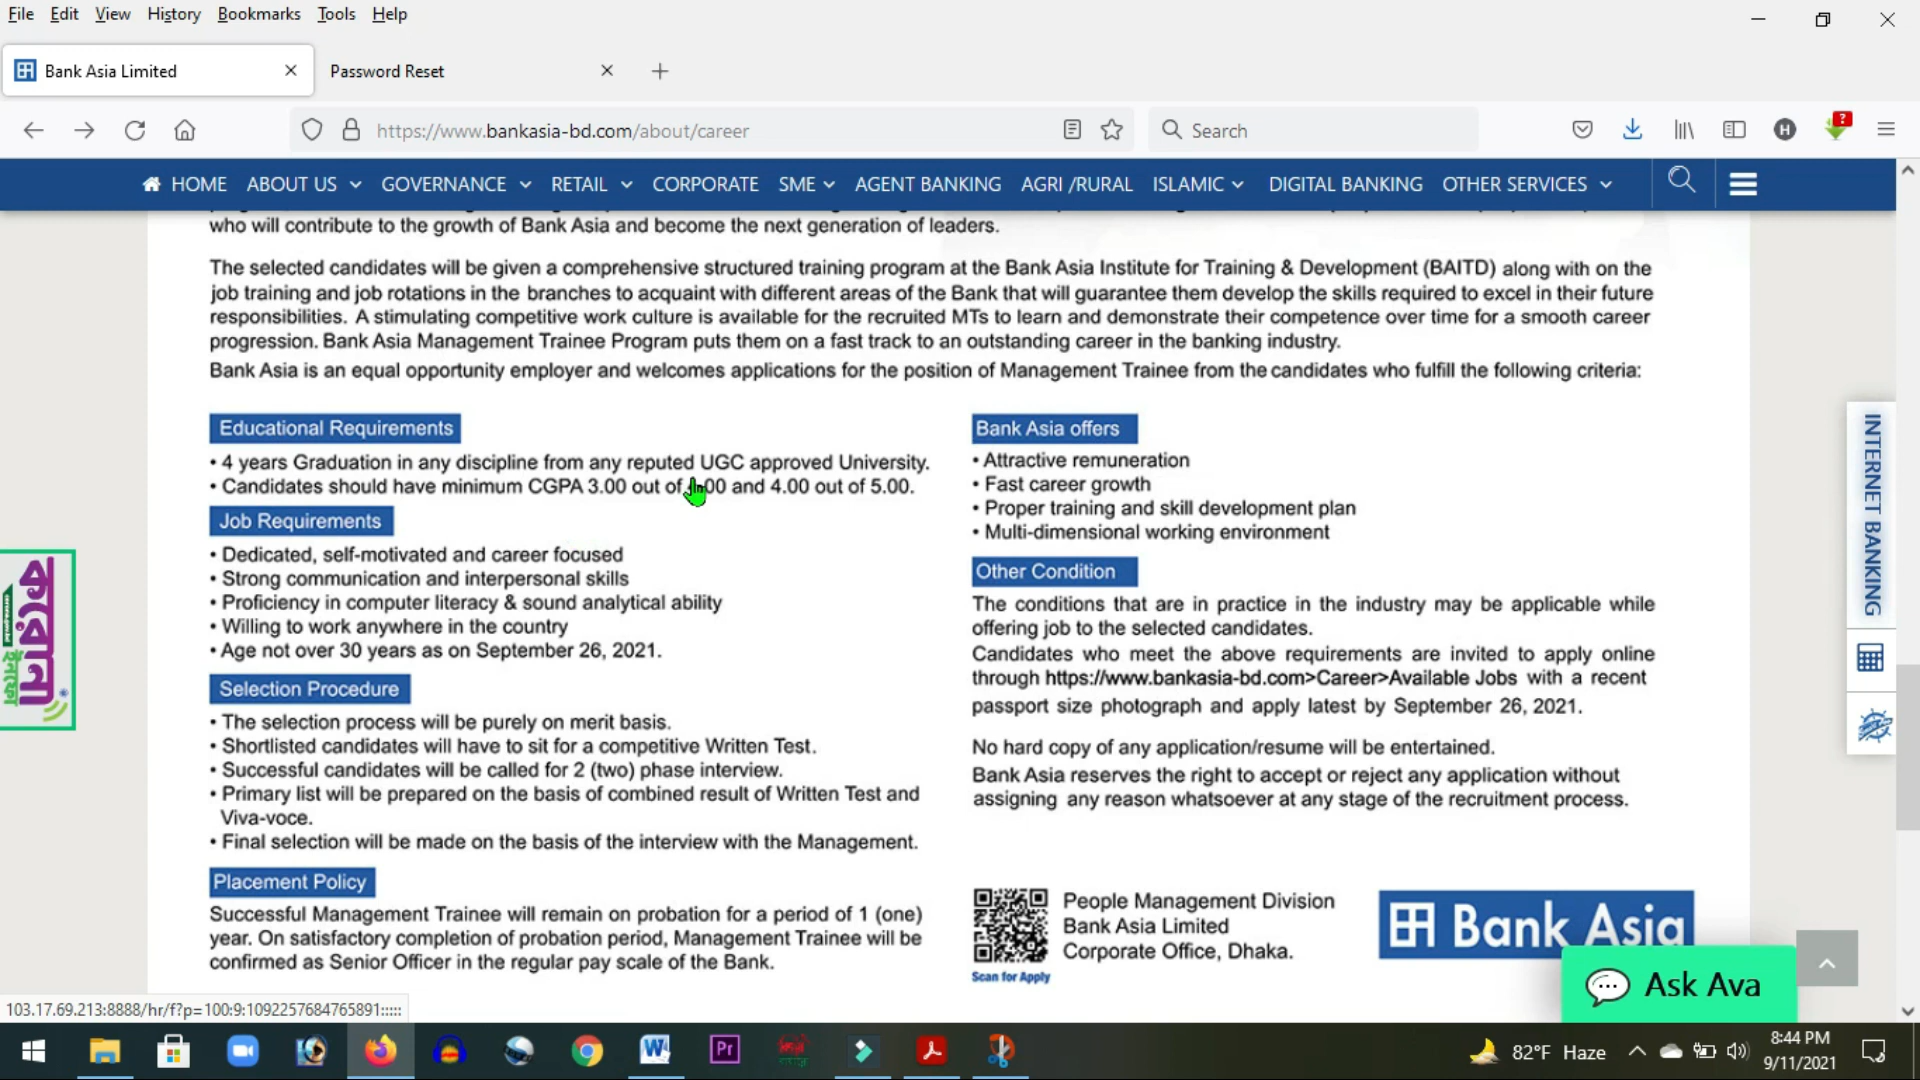 File Edit View History Bookmarks Tools Help
Bank Asia Limited
Password Reset
https://www.bankasia-bd.com/about/career
Search
H
?
HOME ABOUT US GOVERNANCE RETAIL CORPORATE SME AGENT BANKING AGRI /RURAL ISLAMIC DIGITAL BANKING OTHER SERVICES
who will contribute to the growth of Bank Asia and become the next generation of leaders.
The selected candidates will be given a comprehensive structured training program at the Bank Asia Institute for Training & Development (BAITD) along with on the
job training and job rotations in the branches to acquaint with different areas of the Bank that will guarantee them develop the skills required to excel in their future
responsibilities. A stimulating competitive work culture is available for the recruited MTs to learn and demonstrate their competence over time for a smooth career
progression. Bank Asia Management Trainee Program puts them on a fast track to an outstanding career in the banking industry.
Bank Asia is an equal opportunity employer and welcomes applications for the position of Management Trainee from the candidates who fulfill the following criteria:
Educational Requirements
• 4 years Graduation in any discipline from any reputed UGC approved University.
• Candidates should have minimum CGPA 3.00 out of 4.00 and 4.00 out of 5.00.
Job Requirements
• Dedicated, self-motivated and career focused
• Strong communication and interpersonal skills
• Proficiency in computer literacy & sound analytical ability
• Willing to work anywhere in the country
• Age not over 30 years as on September 26, 2021.
Selection Procedure
• The selection process will be purely on merit basis.
• Shortlisted candidates will have to sit for a competitive Written Test.
• Successful candidates will be called for 2 (two) phase interview.
• Primary list will be prepared on the basis of combined result of Written Test and
Viva-voce.
• Final selection will be made on the basis of the interview with the Management.
Placement Policy
Successful Management Trainee will remain on probation for a period of 1 (one)
year. On satisfactory completion of probation period, Management Trainee will be
confirmed as Senior Officer in the regular pay scale of the Bank.
Bank Asia offers
• Attractive remuneration
• Fast career growth
• Proper training and skill development plan
• Multi-dimensional working environment
Other Condition
The conditions that are in practice in the industry may be applicable while
offering job to the selected candidates.
Candidates who meet the above requirements are invited to apply online
through https://www.bankasia-bd.com>Career>Available Jobs with a recent
passport size photograph and apply latest by September 26, 2021.
No hard copy of any application/resume will be entertained.
Bank Asia reserves the right to accept or reject any application without
assigning any reason whatsoever at any stage of the recruitment process.
Scan for Apply
People Management Division
Bank Asia Limited
Corporate Office, Dhaka.
Bank Asia
INTERNET BANKING
করোনা
ইনফো
Ask Ava
103.17.69.213:8888/hr/f?p=100:9:1092257684765891:::::
W
Pr
82°F Haze
8:44 PM
9/11/2021